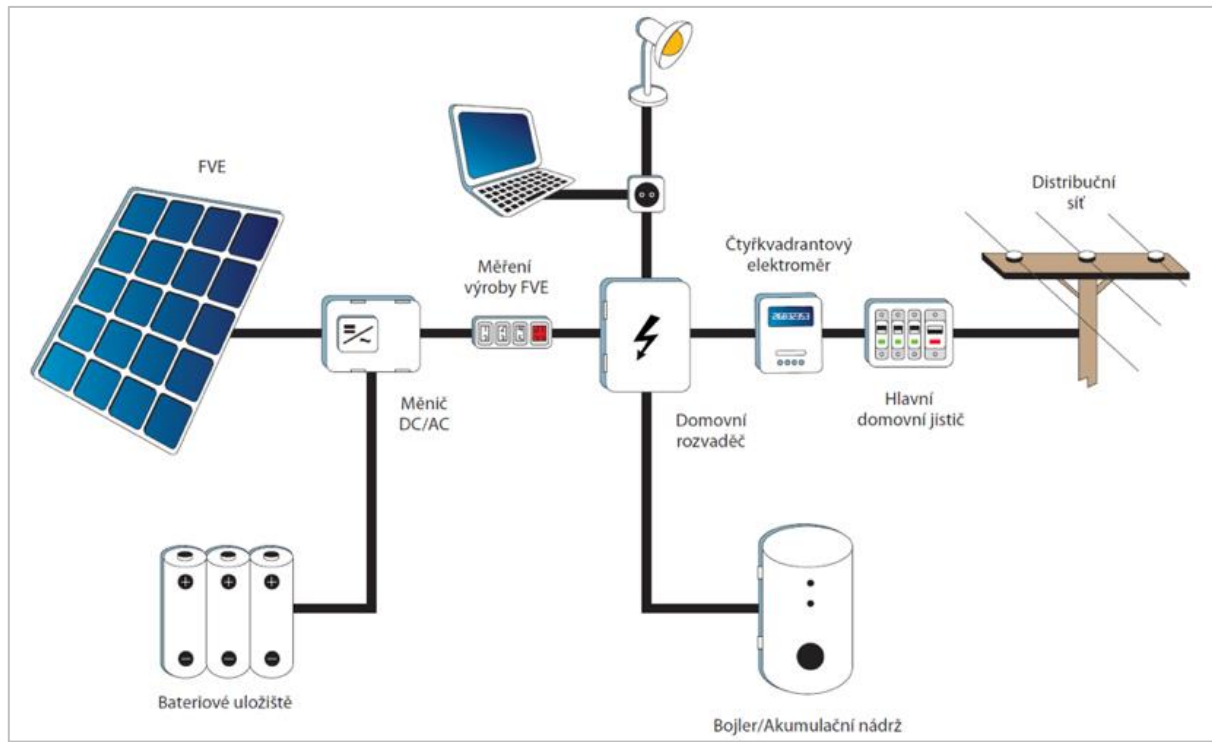 FVE
Distribuční
síť
Čtyřkvadrantový
elektroměr
Měření
výroby FVE
Měnič
DC/AC
Domovní
rozvaděč
Hlavní
domovní jistič
Bateriové uložiště
Bojler/Akumulační nádrž